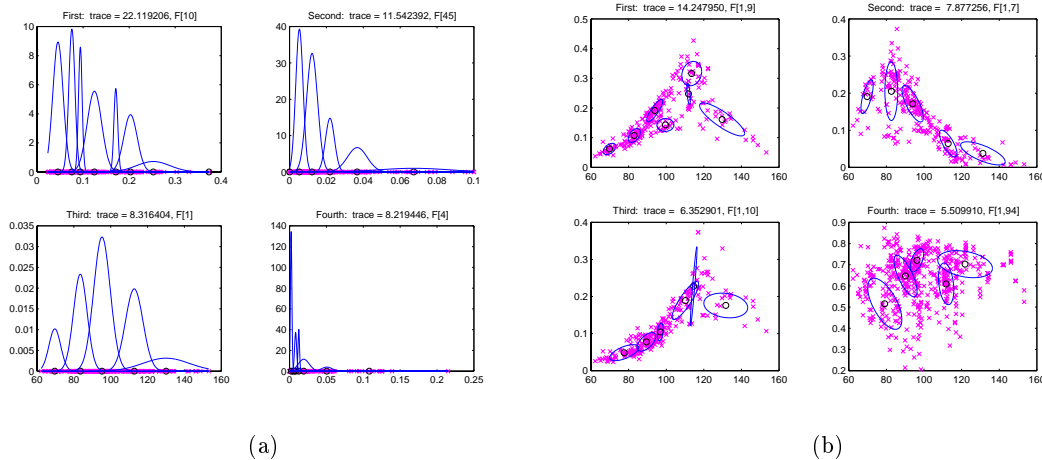 First: trace = 22.119206, F[10]
10
8
6
4
2
0
0 0.1 0.2 0.3 0.4
Second: trace = 11.542392, F[45]
40
30
20
10
0
0 0.02 0.04 0.06 0.08 0.1
Third: trace = 8.316404, F[1]
0.035
0.03
0.025
0.02
0.015
0.01
0.005
0
60 80 100 120 140 160
Fourth: trace = 8.219446, F[4]
140
120
100
80
60
40
20
0
0 0.05 0.1 0.15 0.2 0.25
(a)
First: trace = 14.247950, F[1,9]
0.5
0.4
0.3
0.2
0.1
0
60 80 100 120 140 160
Second: trace = 7.877256, F[1,7]
0.4
0.3
0.2
0.1
0
60 80 100 120 140 160
Third: trace = 6.352901, F[1,10]
0.4
0.3
0.2
0.1
0
60 80 100 120 140 160
Fourth: trace = 5.509910, F[1,94]
0.9
0.8
0.7
0.6
0.5
0.4
0.3
0.2
60 80 100 120 140 160
(b)